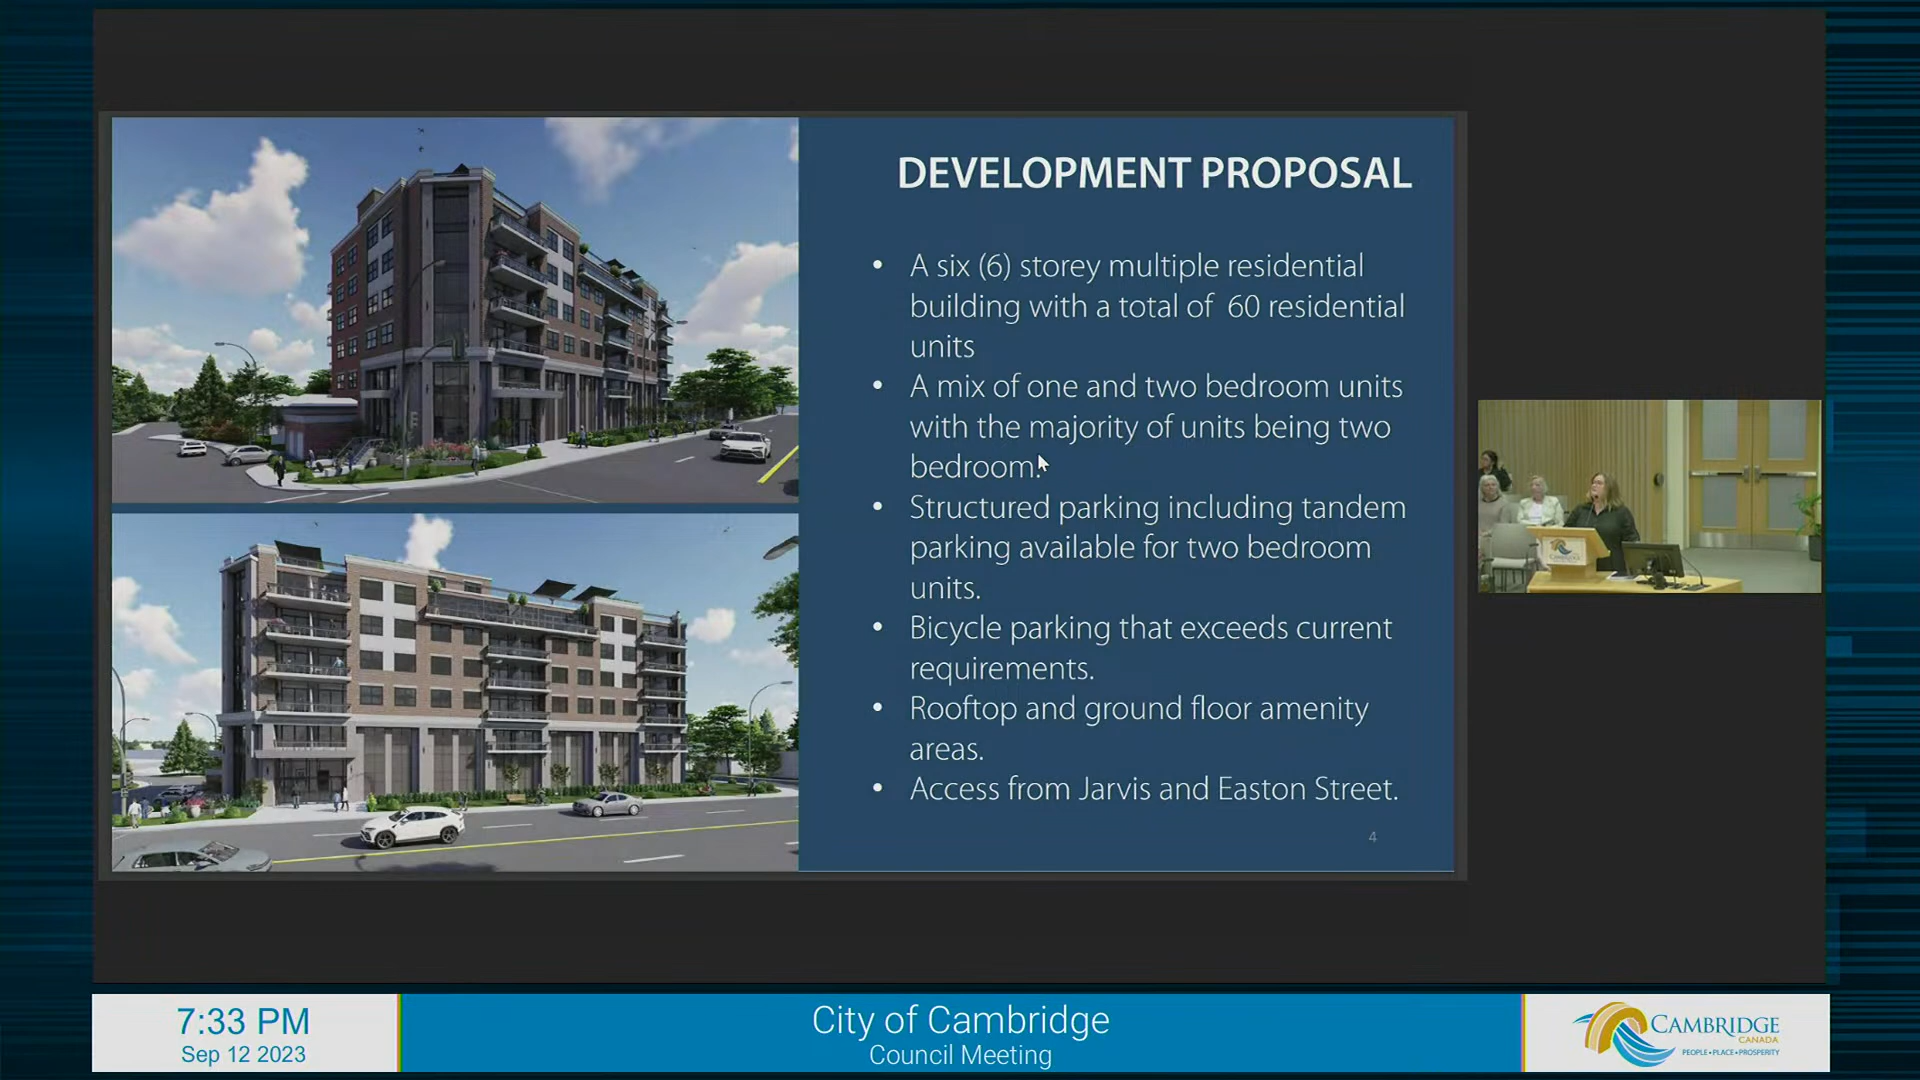 DEVELOPMENT PROPOSAL
• A six (6) storey multiple residential
building with a total of 60 residential
units
• A mix of one and two bedroom units
with the majority of units being two
bedroom.
• Structured parking including tandem
parking available for two bedroom
units.
• Bicycle parking that exceeds current
requirements.
• Rooftop and ground floor amenity
areas.
• Access from Jarvis and Easton Street.
4
7:33 PM
Sep 12 2023
City of Cambridge
Council Meeting
CAMBRIDGE
CANADA
PEOPLE • PLACE • PROSPERITY